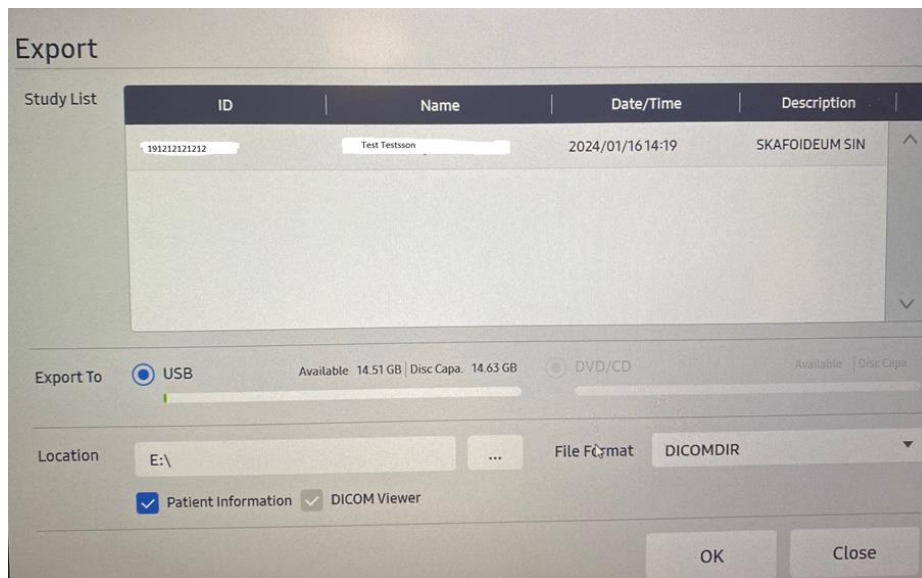 Export
Study List
ID Name Date/Time Description
191212121212 Test Testsson 2024/01/16 14:19 SKAFOIDEUM SIN
Export To USB Available 14.51 GB Disc Capa. 14.63 GB DVD/CD Available Disc Capa
Location E:\ ... File Format DICOMDIR
Patient Information DICOM Viewer
OK Close